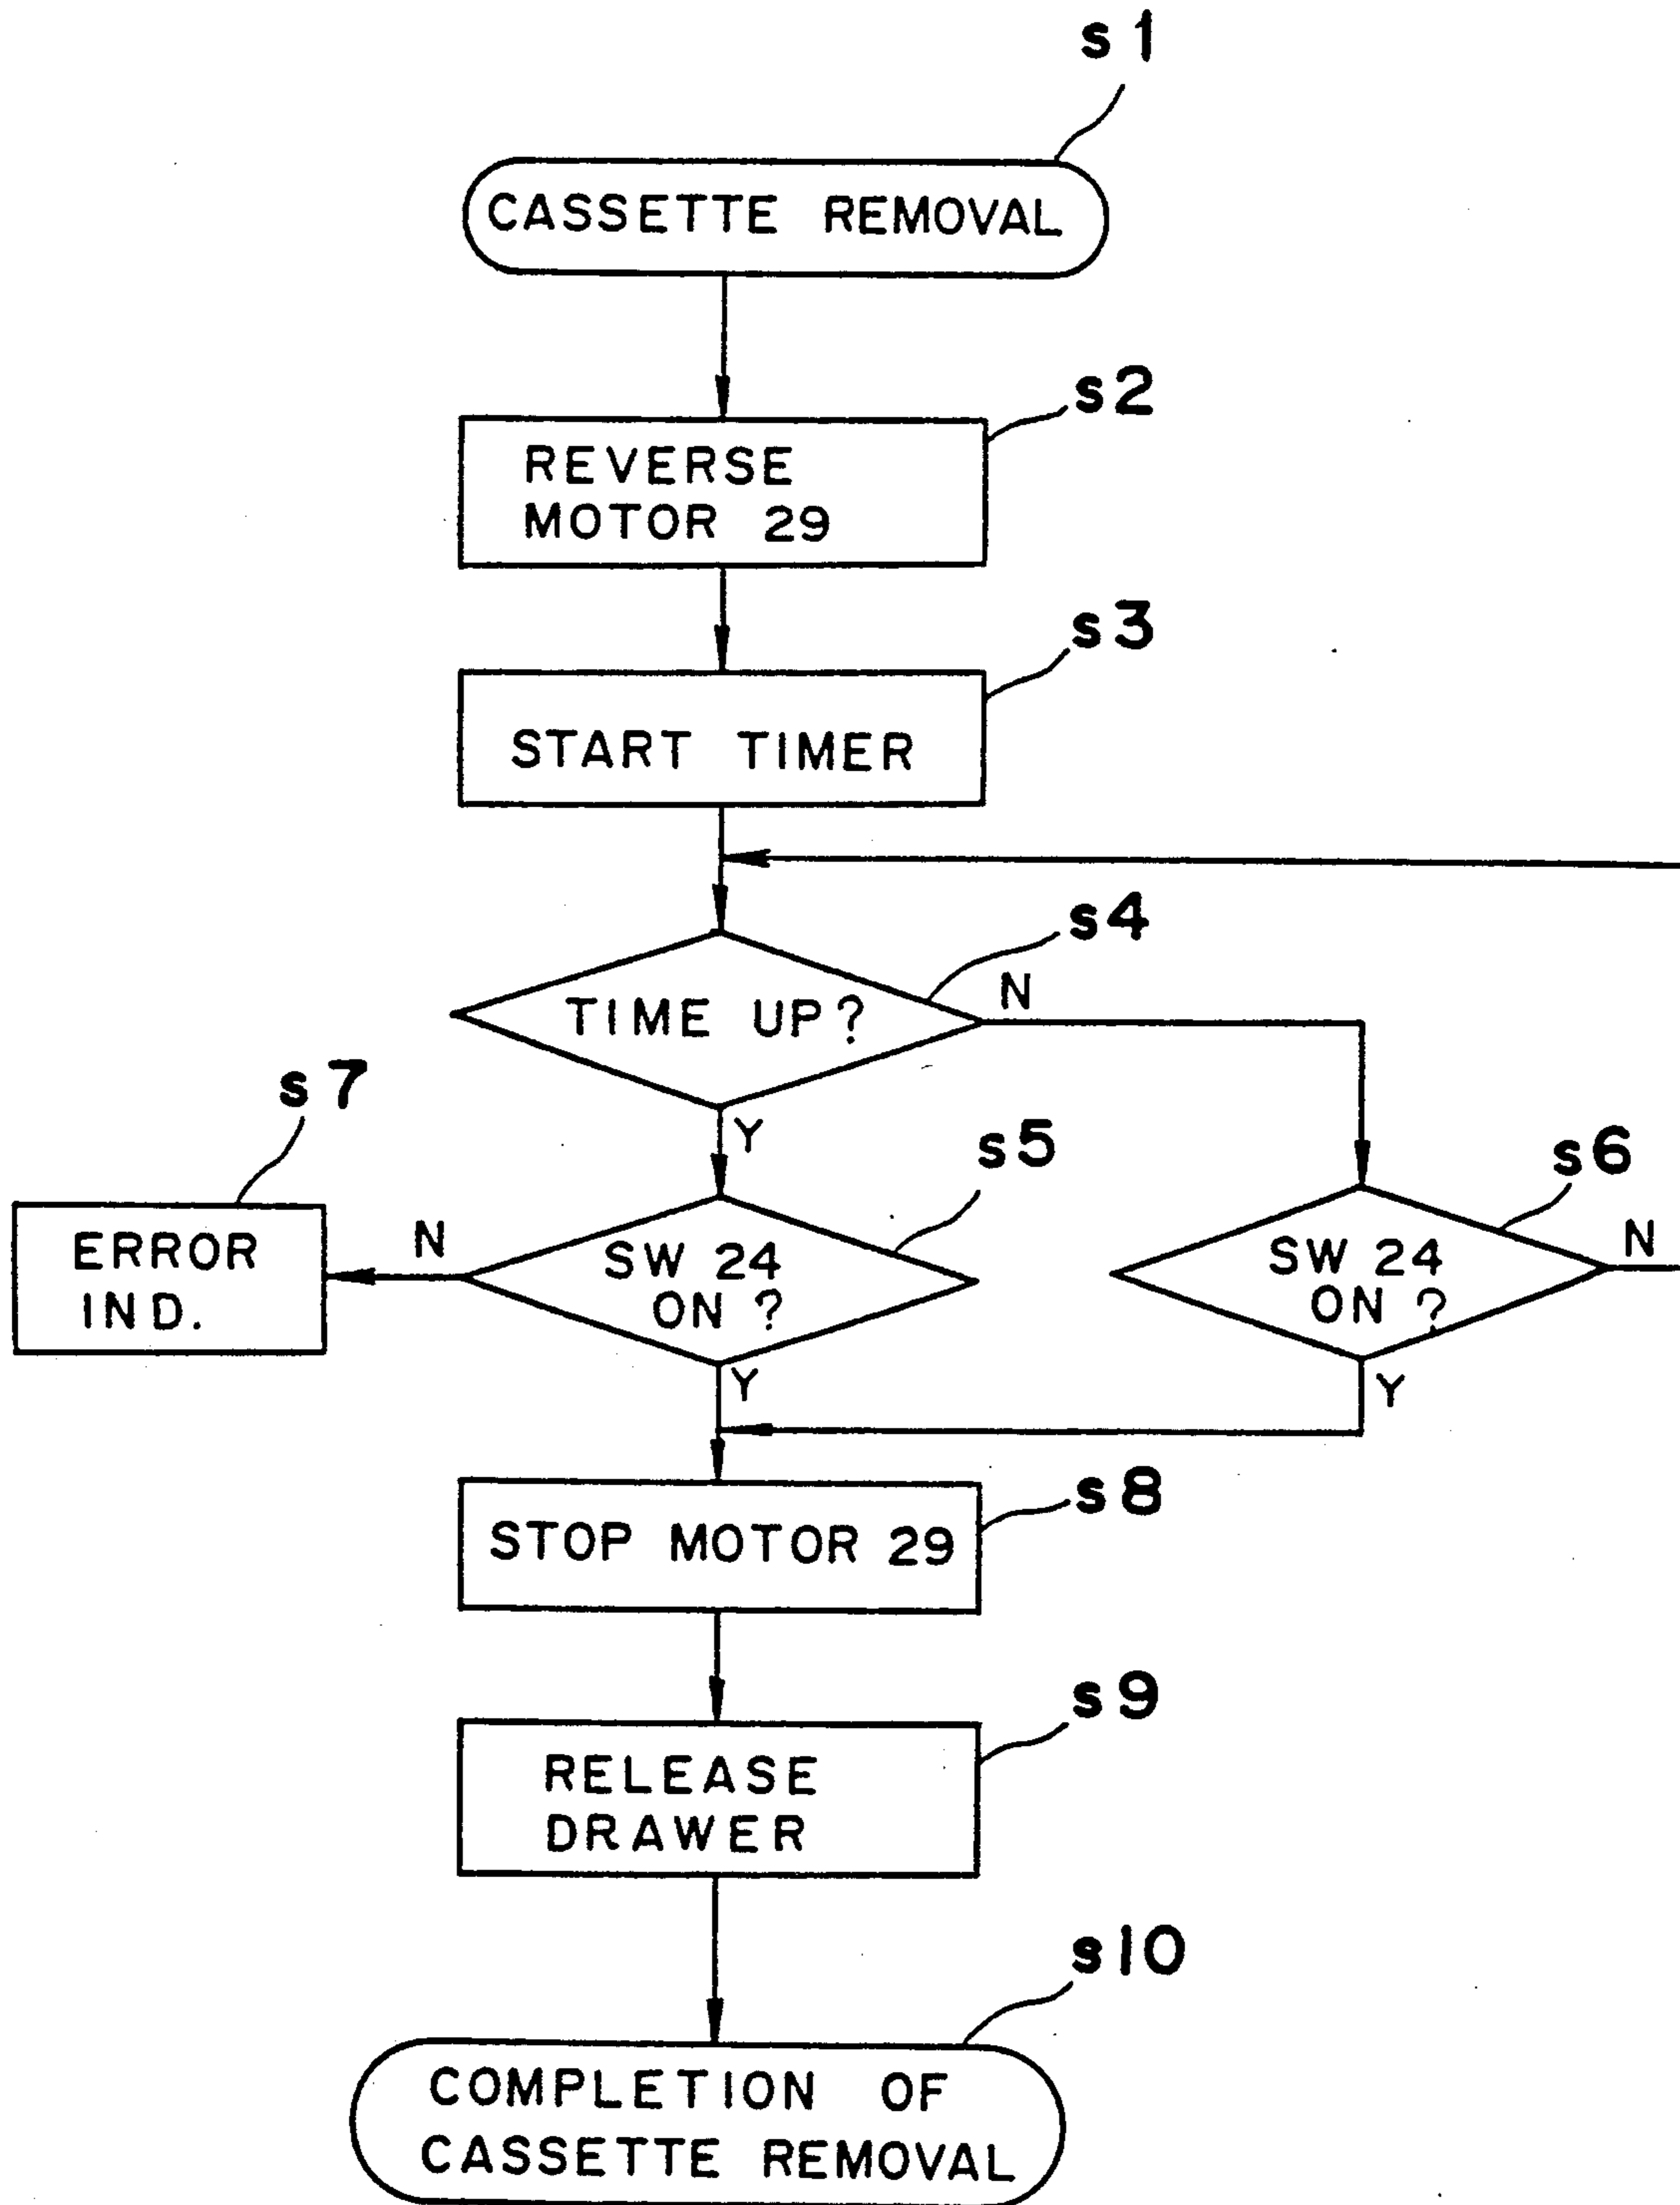 s1
CASSETTE REMOVAL
s2
REVERSE
MOTOR 29
s3
START TIMER
s4
TIME UP?
N
Y
s7
ERROR
IND.
N
s5
SW 24
ON ?
Y
s6
SW 24
ON ?
N
Y
s8
STOP MOTOR 29
s9
RELEASE
DRAWER
s10
COMPLETION OF
CASSETTE REMOVAL